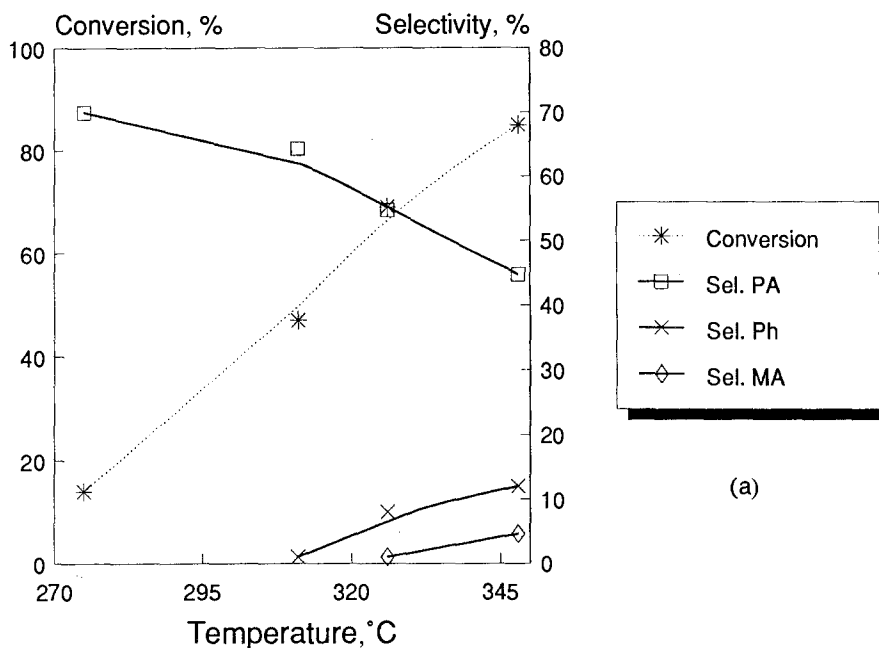 Conversion, %
Selectivity, %
100
80
60
40
20
0
80
70
60
50
40
30
20
10
0
270 295 320 345
Temperature,°C
Conversion
Sel. PA
Sel. Ph
Sel. MA
(a)